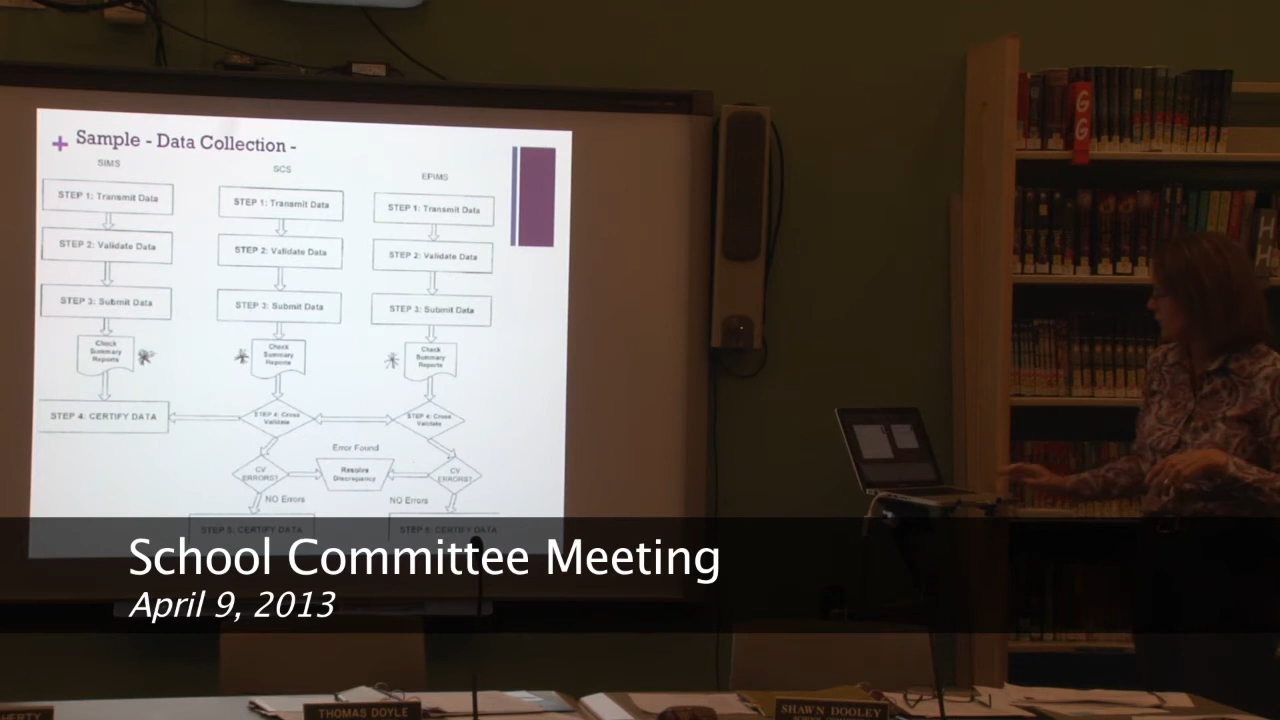 + Sample - Data Collection -
SIMS
SCS
EPIMS
STEP 1: Transmit Data
STEP 1: Transmit Data
STEP 1: Transmit Data
STEP 2: Validate Data
STEP 2: Validate Data
STEP 2: Validate Data
STEP 3: Submit Data
STEP 3: Submit Data
STEP 3: Submit Data
Check
Summary
Reports
Check
Summary
Reports
Check
Summary
Reports
STEP 4: CERTIFY DATA
STEP 4: Cross
Validate
STEP 4: Cross
Validate
Error Found
CV
ERRORS?
Resolve
Discrepancy
CV
ERRORS?
NO Errors
NO Errors
STEP 5: CERTIFY DATA
CERTIFY DATA
School Committee Meeting
April 9, 2013
THOMAS DOYLE
SHAWN DOOLEY
G
G
H
H